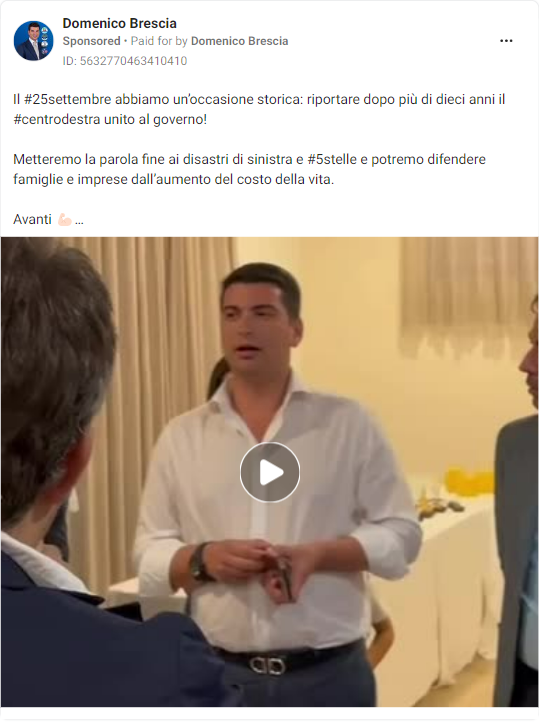 Domenico Brescia
Sponsored • Paid for by Domenico Brescia
ID: 5632770463410410
Il #25settembre abbiamo un’occasione storica: riportare dopo più di dieci anni il
#centrodestra unito al governo!
Metteremo la parola fine ai disastri di sinistra e #5stelle e potremo difendere
famiglie e imprese dall’aumento del costo della vita.
Avanti 💪🏻 ...